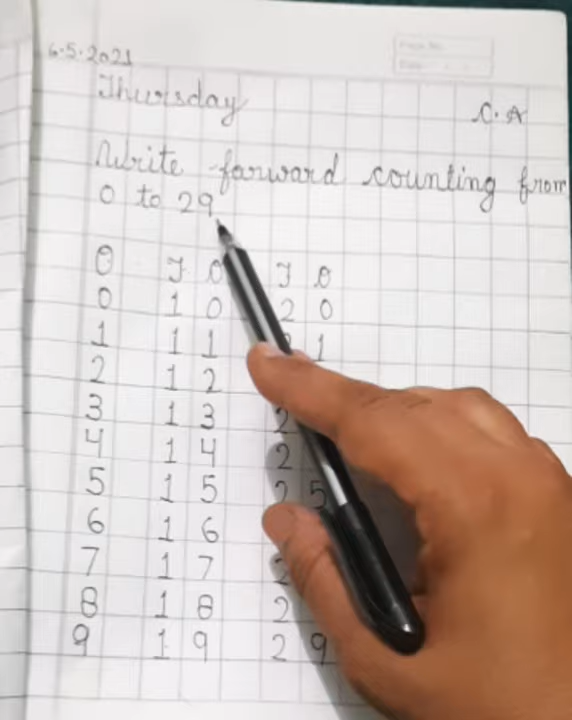 6.5.2021
Thursday
C.A
Write forward counting from
0 to 29
O T O T O
0 1 0 2 0
1 1 1 2 1
2 1 2
3 1 3 2
4 1 4 2
5 1 5 2 5
6 1 6
7 1 7 2
8 1 8 2
9 1 9 2 9